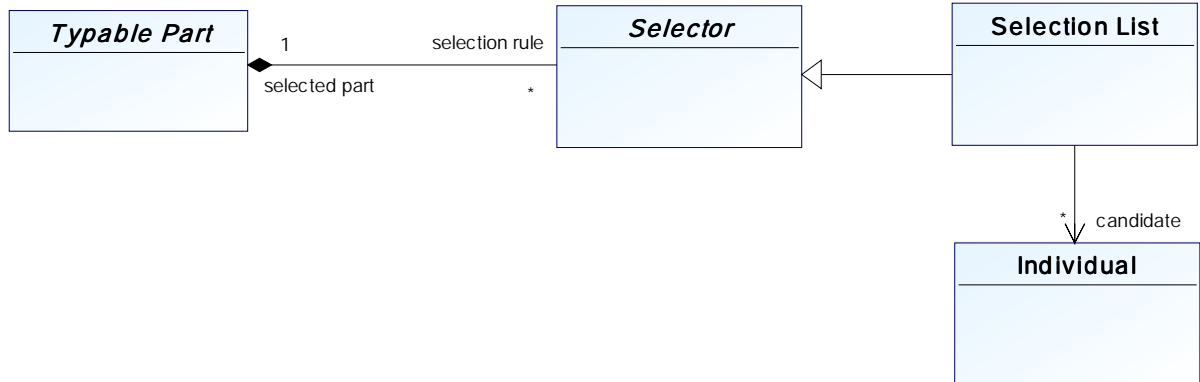 Typable Part
1
selection rule
Selector
Selection List
selected part
*
* candidate
Individual